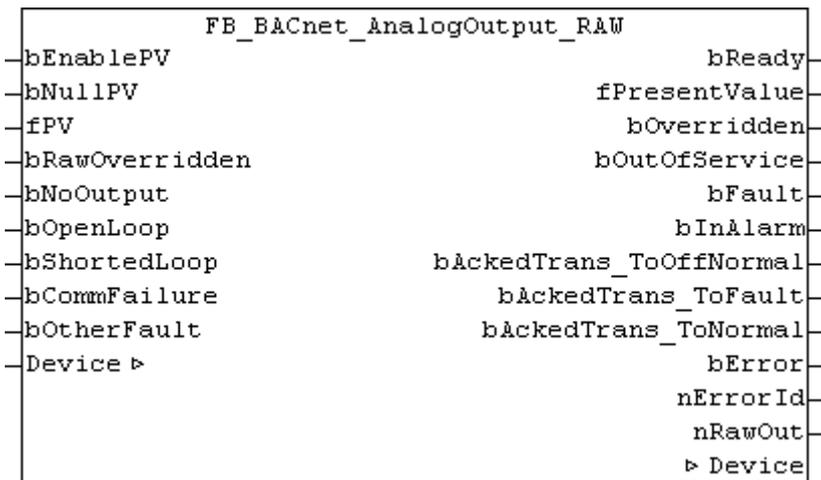 FB_BACnet_AnalogOutput_RAW
bEnablePV bReady
bNullPV fPresentValue
fPV bOverridden
bRawOverridden bOutOfService
bNoOutput bFault
bOpenLoop bInAlarm
bShortedLoop bAckedTrans_ToOffNormal
bCommFailure bAckedTrans_ToFault
bOtherFault bAckedTrans_ToNormal
Device ▹ bError
nErrorId
nRawOut
▹ Device